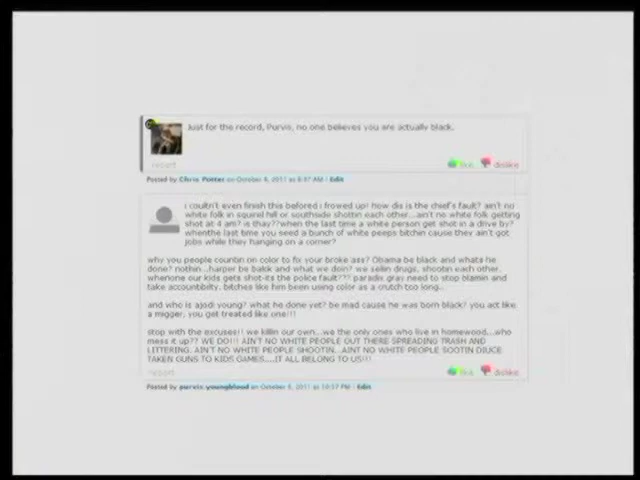 Just for the record, Purvis, no one believes you are actually black.
report
like dislike
Posted by Chris Potter on October 6, 2011 at 8:37 AM | Edit
i coultn't even finish this befored i frowed up! how dis is the chief's fault? ain't no
white folk in squirrel hill or southside shottin each other...ain't no white folk getting
shot at 4 am? is thay??when the last time a white person get shot in a drive by?
whenthe last time you seed a bunch of white peeps bitchin cause they ain't got
jobs while they hanging on a corner?
why you people countin on color to fix your broke ass? Obama be black and whats he
done? nothin...harper be balck and what we doin? we sellin drugs, shootin each other.
whenone our kids gets shot-its the police fault??? paradis gray need to stop blamin and
take accountibilty. bitches like him been using color as a crutch too long..
and who is ajodi young? what he done yet? be mad cause he was born black? you act like
a migger, you get treated like one!!!
stop with the excuses!! we killin our own...we the only ones who live in homewood...who
mess it up?? WE DO!!! AIN'T NO WHITE PEOPLE OUT THERE SPREADING TRASH AND
LITTERING. AIN'T NO WHITE PEOPLE SHOOTIN...AINT NO WHITE PEOPLE SOOTIN DIUCE
TAKEN GUNS TO KIDS GAMES....IT ALL BELONG TO US!!!
report
like dislike
Posted by purvis youngblood on October 5, 2011 at 10:57 PM | Edit